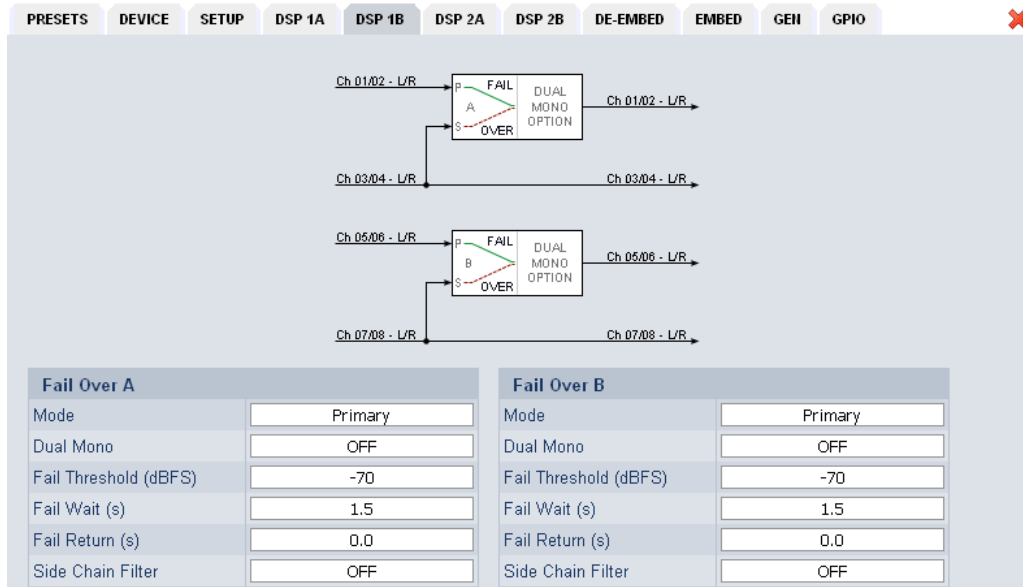 PRESETS DEVICE SETUP DSP 1A DSP 1B DSP 2A DSP 2B DE-EMBED EMBED GEN GPIO
Ch 01/02 - L/R
P FAIL
A
S OVER
DUAL
MONO
OPTION
Ch 01/02 - L/R
Ch 03/04 - L/R
Ch 03/04 - L/R
Ch 05/06 - L/R
P FAIL
B
S OVER
DUAL
MONO
OPTION
Ch 05/06 - L/R
Ch 07/08 - L/R
Ch 07/08 - L/R
Fail Over A
Mode Primary
Dual Mono OFF
Fail Threshold (dBFS) -70
Fail Wait (s) 1.5
Fail Return (s) 0.0
Side Chain Filter OFF
Fail Over B
Mode Primary
Dual Mono OFF
Fail Threshold (dBFS) -70
Fail Wait (s) 1.5
Fail Return (s) 0.0
Side Chain Filter OFF